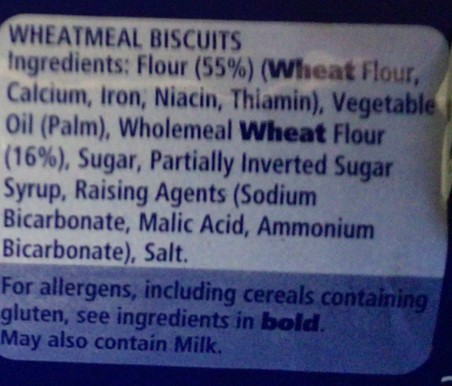 WHEATMEAL BISCUITS
Ingredients: Flour (55%) (Wheat Flour,
Calcium, Iron, Niacin, Thiamin), Vegetable
Oil (Palm), Wholemeal Wheat Flour
(16%), Sugar, Partially Inverted Sugar
Syrup, Raising Agents (Sodium
Bicarbonate, Malic Acid, Ammonium
Bicarbonate), Salt.
For allergens, including cereals containing
gluten, see ingredients in bold.
May also contain Milk.